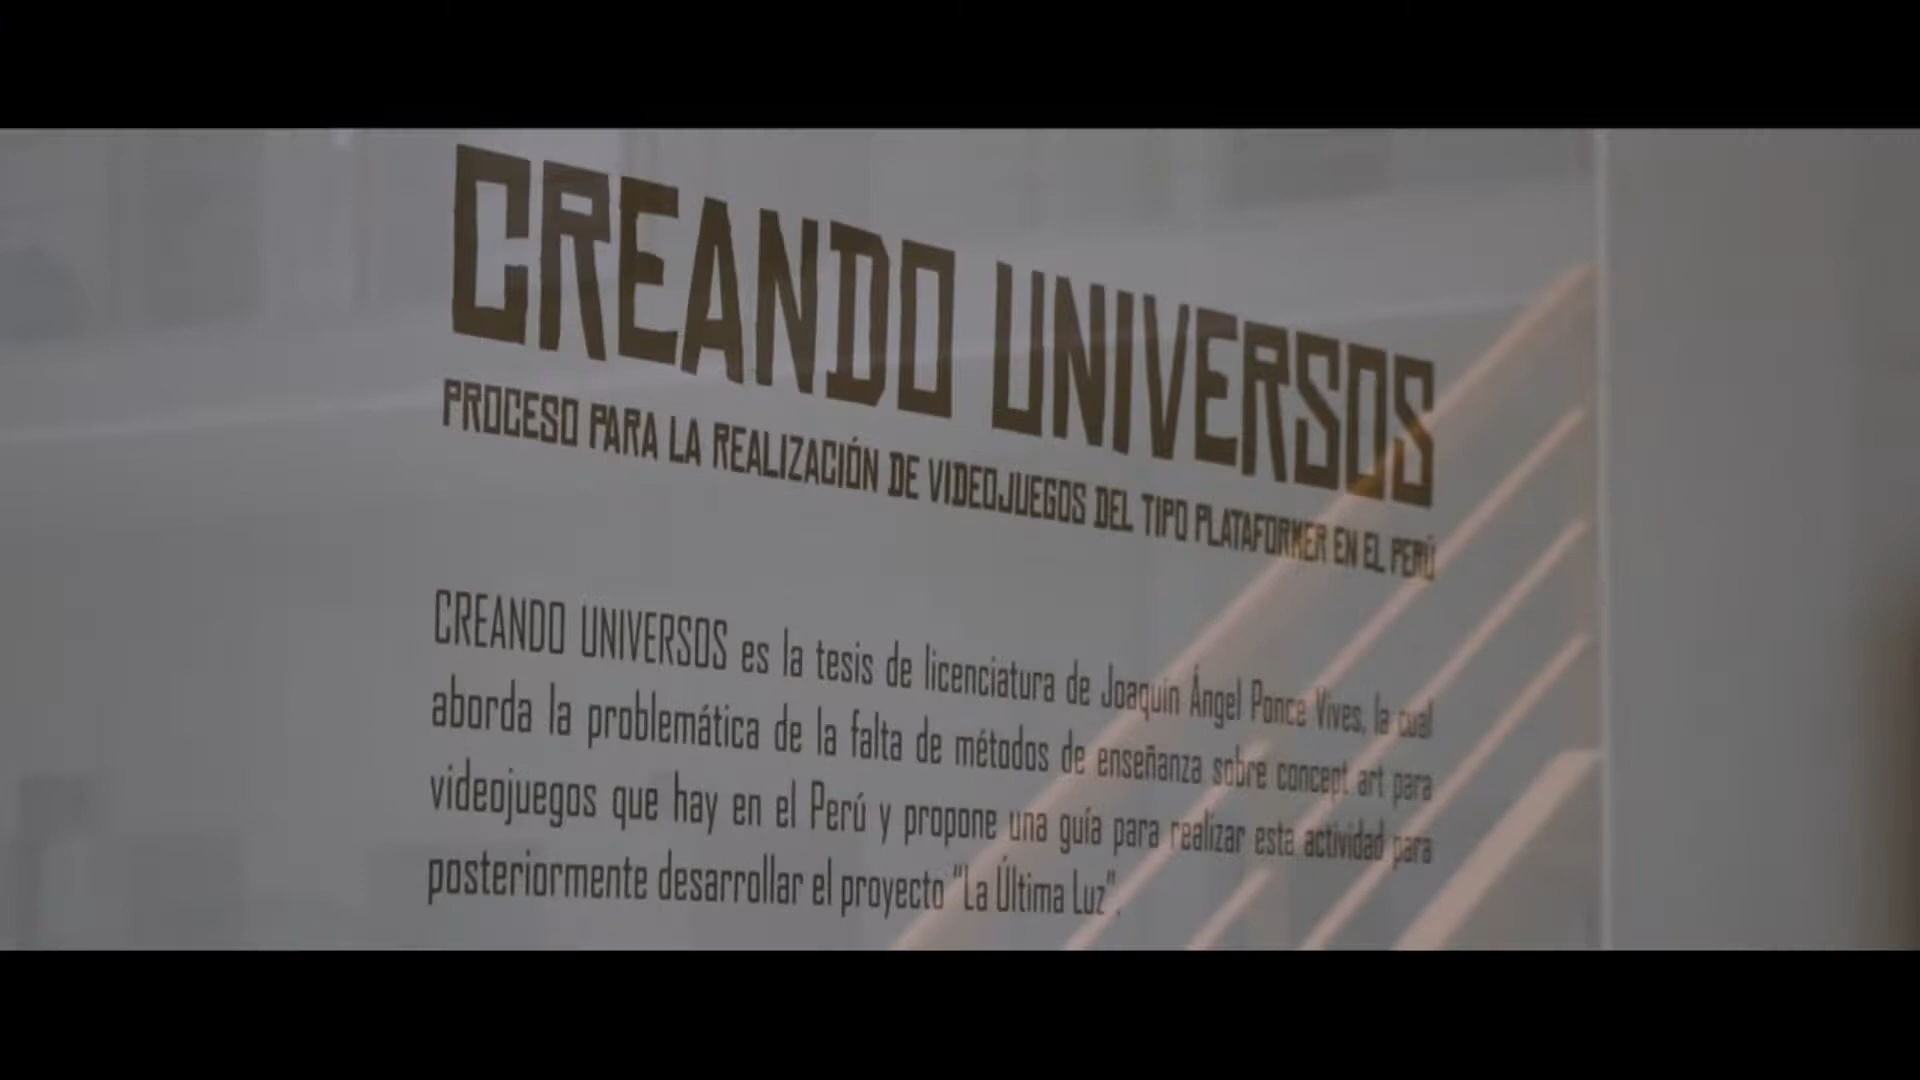 CREANDO UNIVERSOS
PROCESO PARA LA REALIZACIÓN DE VIDEOJUEGOS DEL TIPO PLATAFORMER EN EL PERÚ
CREANDO UNIVERSOS es la tesis de licenciatura de Joaquín Ángel Ponce Vives, la cual
aborda la problemática de la falta de métodos de enseñanza sobre concept art para
videojuegos que hay en el Perú y propone una guía para realizar esta actividad para
posteriormente desarrollar el proyecto "La Última Luz".